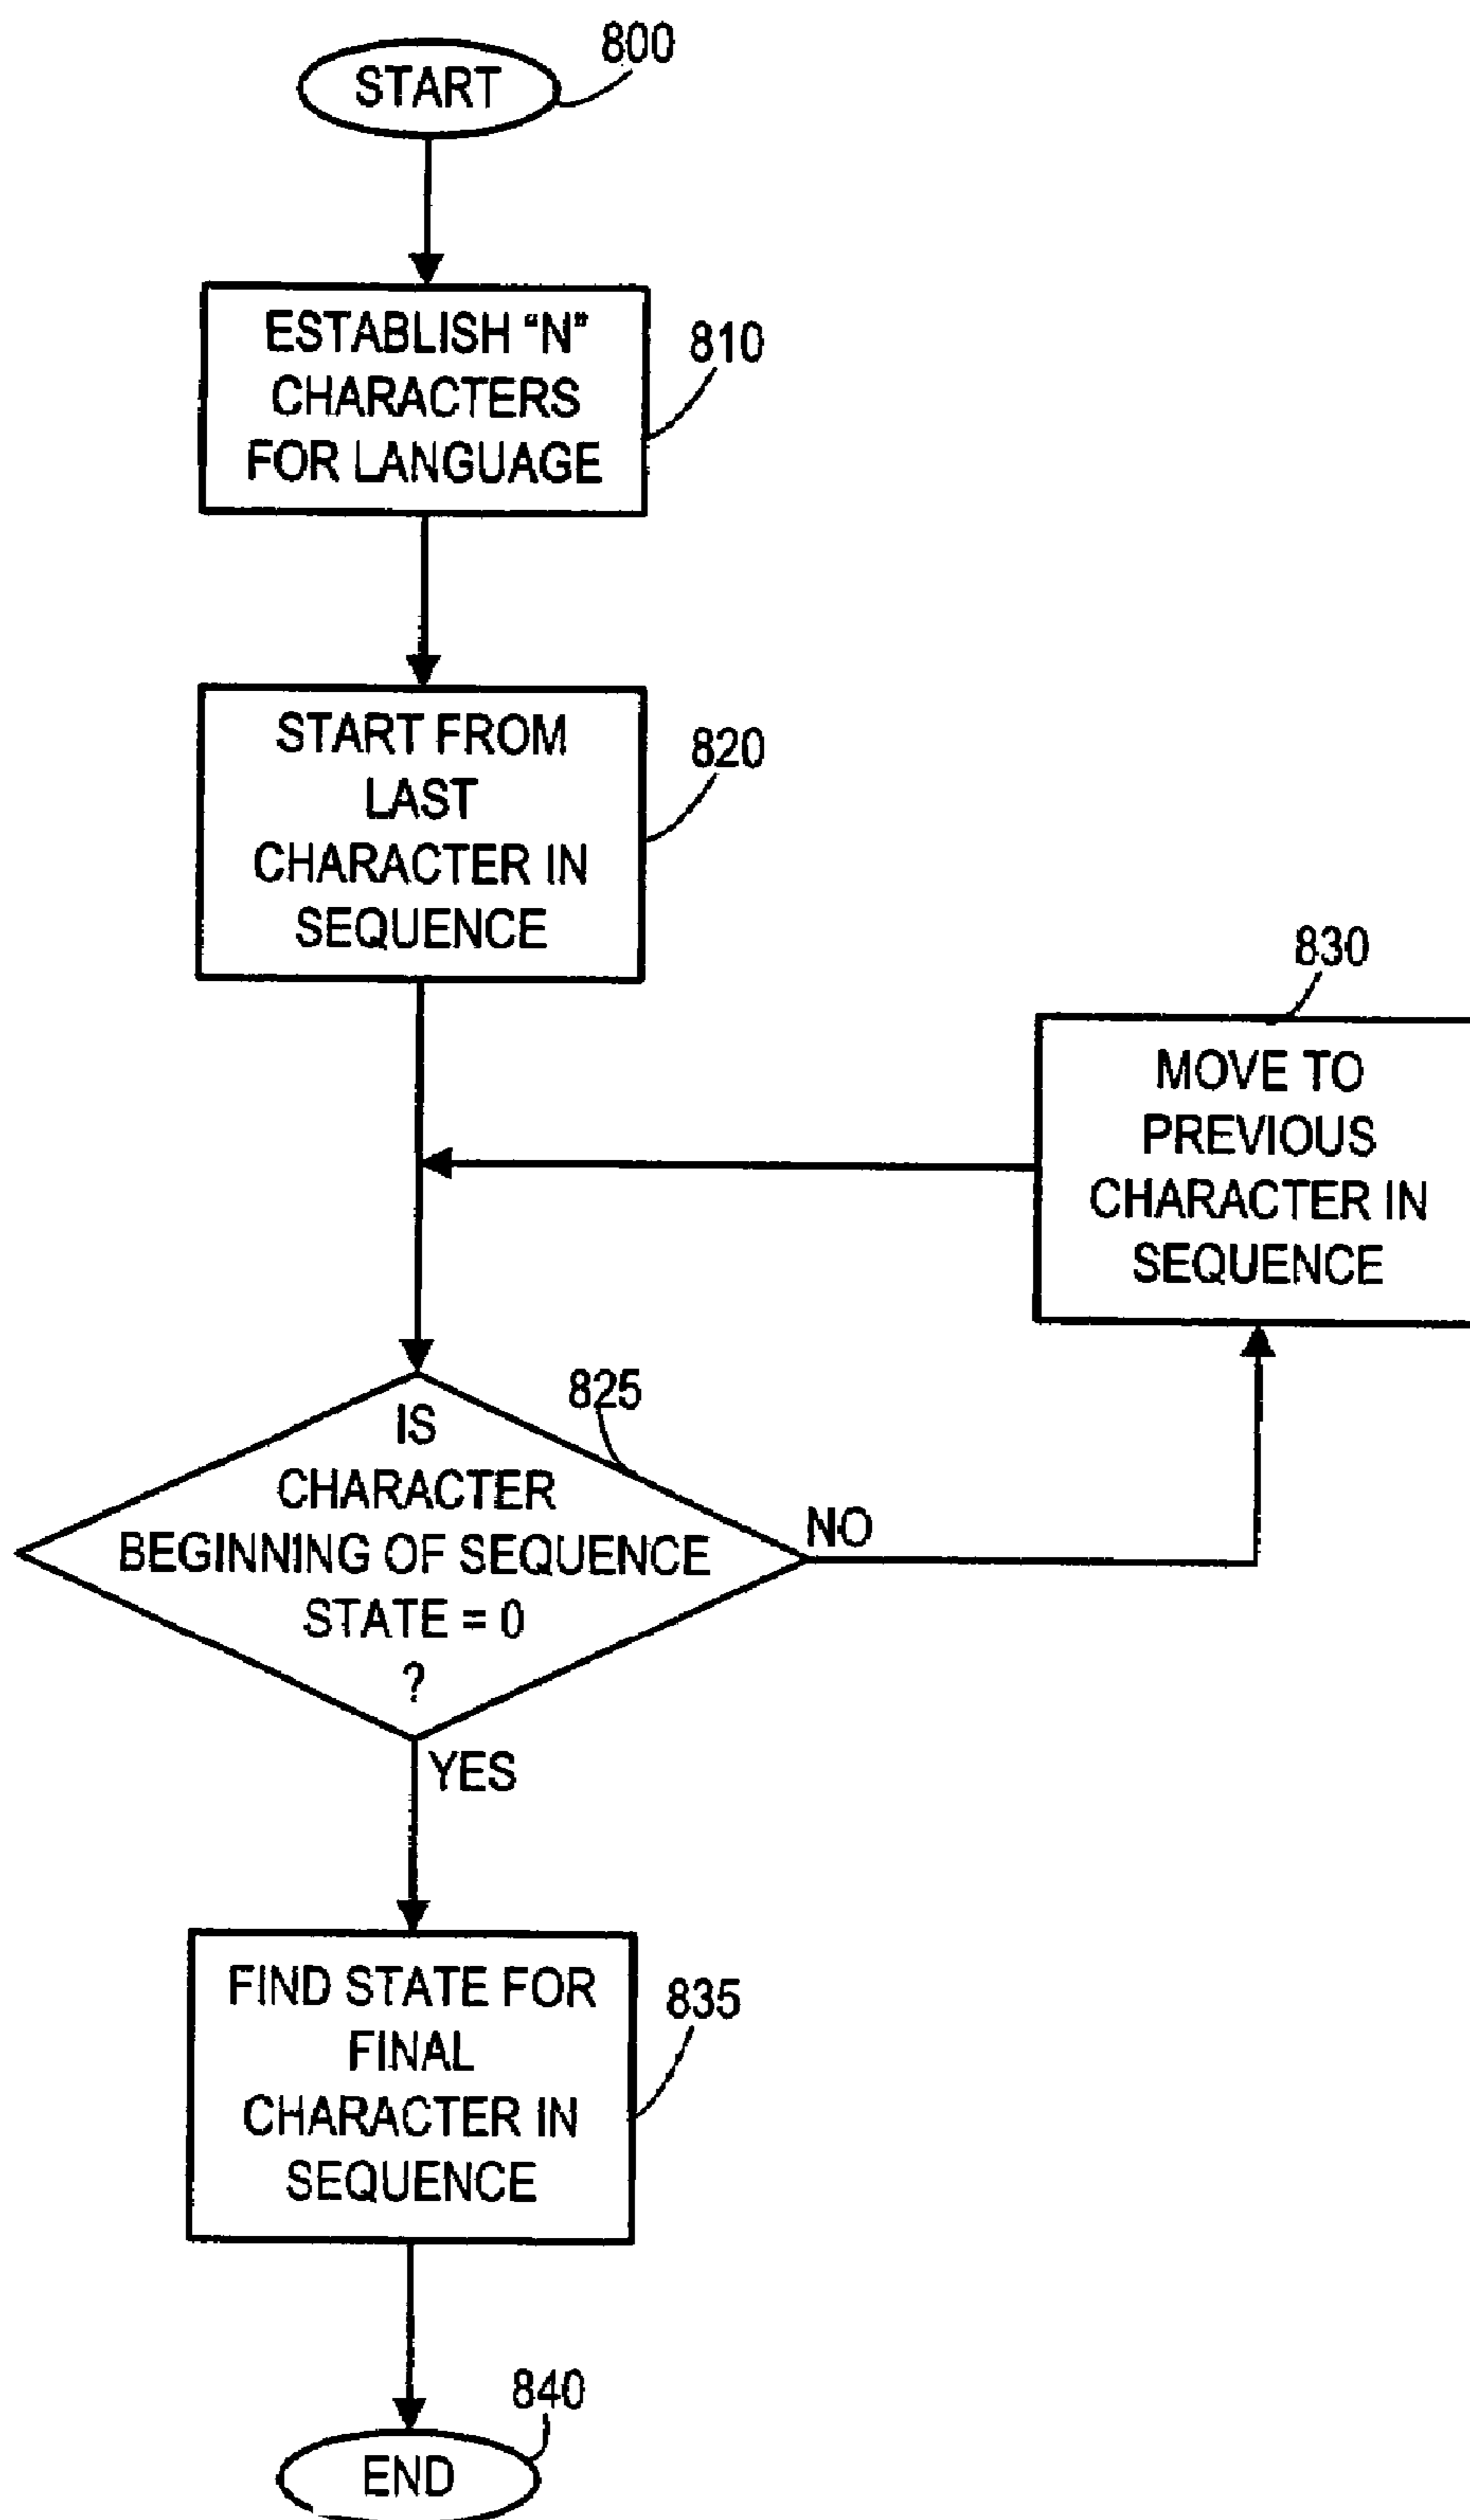 800
START
ESTABLISH "N"
CHARACTERS
FOR LANGUAGE
810
START FROM
LAST
CHARACTER IN
SEQUENCE
820
830
MOVE TO
PREVIOUS
CHARACTER IN
SEQUENCE
825
IS
CHARACTER
BEGINNING OF SEQUENCE
STATE = 0
?
NO
YES
FIND STATE FOR
FINAL
CHARACTER IN
SEQUENCE
835
840
END